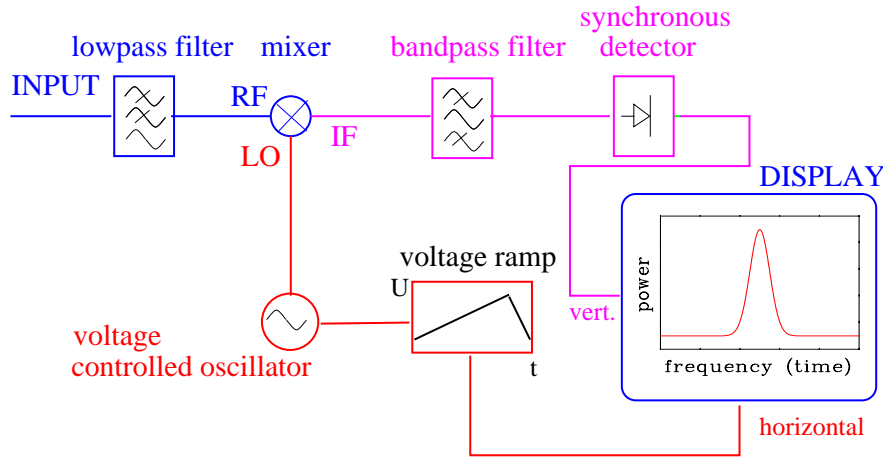 synchronous
lowpass filter
mixer
bandpass filter
detector
INPUT
RF
IF
LO
DISPLAY
voltage ramp
U
power
vert.
voltage
controlled oscillator
t
frequency (time)
horizontal